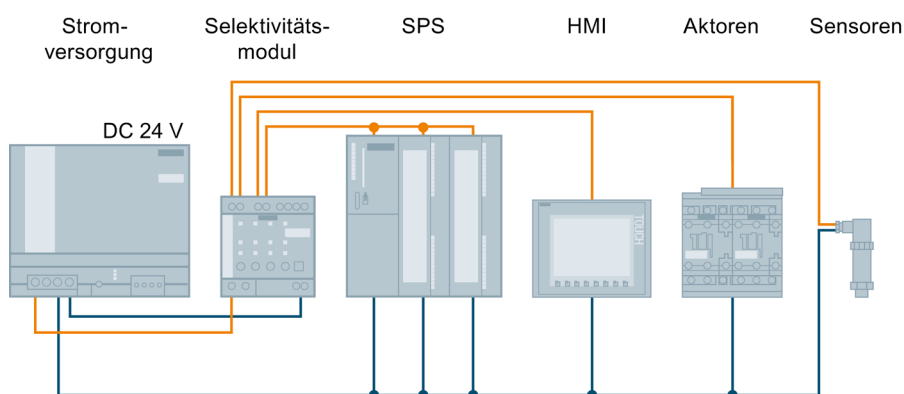 Strom-
versorgung
Selektivitäts-
modul
SPS
HMI
Aktoren
Sensoren
DC 24 V
TOUCH